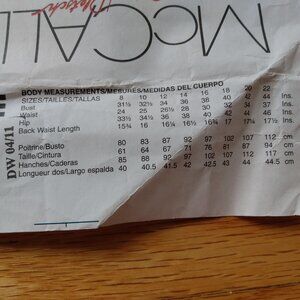 Stitch
McCALL
BODY MEASUREMENTS/MESURES/MEDIDAS DEL CUERPO
SIZES/TAILLES/TALLAS 8 10 12 14 16 18 20 22
Bust 31½ 32½ 34 36 38 40 42 44 Ins.
Waist 24 25 26½ 28 30 32 34 37 Ins.
Hip 33½ 34½ 36 38 40 42 44 46 Ins.
Back Waist Length 15¾ 16 16¼ 16½ 16¾ 17 17¼ 17½ Ins.
Poitrine/Busto 80 83 87 92 97 102 107 112 cm
Taille/Cintura 61 64 67 71 76 81 87 94 cm
Hanches/Caderas 85 88 92 97 102 107 112 117 cm
Longueur dos/Largo espalda 40 40.5 41.5 42 42.5 43 44 44.5 cm
DW 04/11